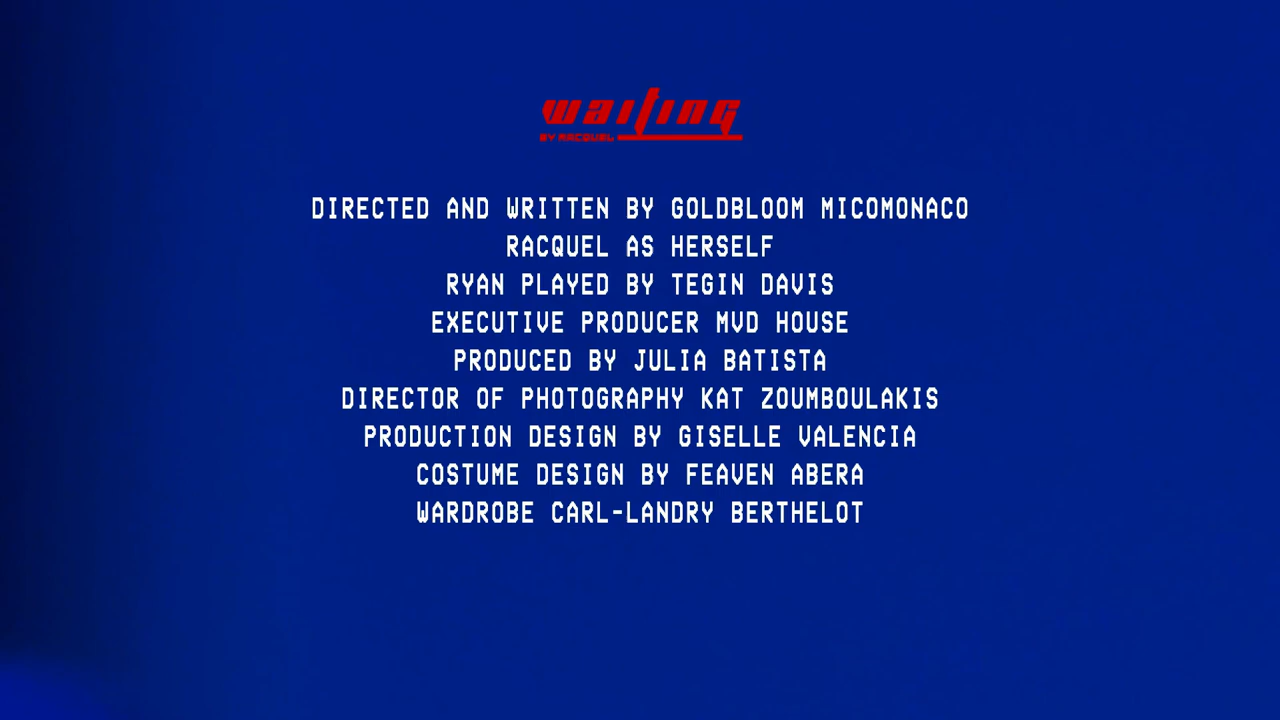 waiting
BY RACQUEL
DIRECTED AND WRITTEN BY GOLDBLOOM MICOMONACO
RACQUEL AS HERSELF
RYAN PLAYED BY TEGIN DAVIS
EXECUTIVE PRODUCER MVD HOUSE
PRODUCED BY JULIA BATISTA
DIRECTOR OF PHOTOGRAPHY KAT ZOUMBOULAKIS
PRODUCTION DESIGN BY GISELLE VALENCIA
COSTUME DESIGN BY FEAVEN ABERA
WARDROBE CARL-LANDRY BERTHELOT